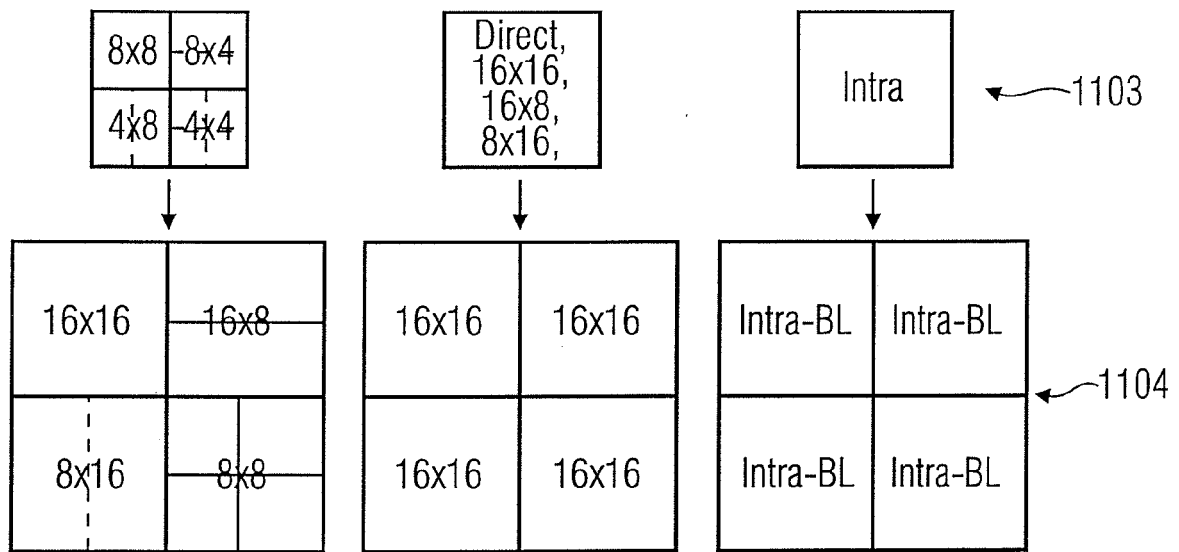 8x8 8x4
4x8 4x4
Direct,
16x16,
16x8,
8x16,
Intra
1103
16x16 16x8
8x16 8x8
16x16 16x16
16x16 16x16
Intra-BL Intra-BL
Intra-BL Intra-BL
1104